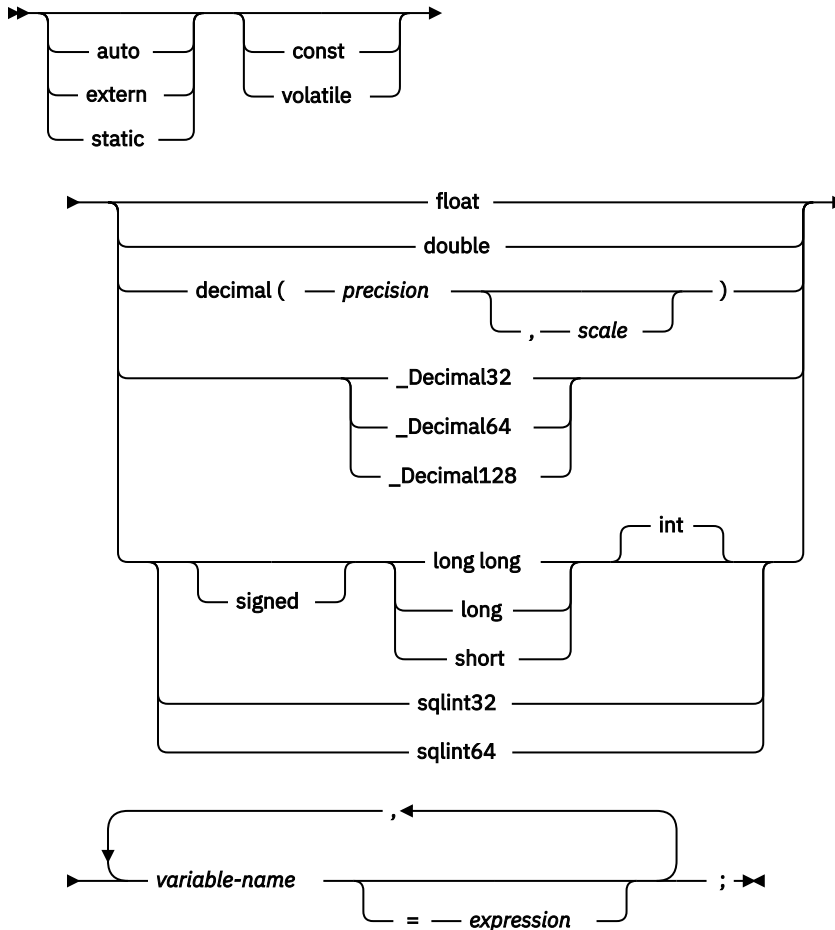 auto const
extern volatile
static
float
double
decimal ( precision )
, scale
_Decimal32
_Decimal64
_Decimal128
int
long long
signed
long
short
sqlint32
sqlint64
,
variable-name ;
= expression